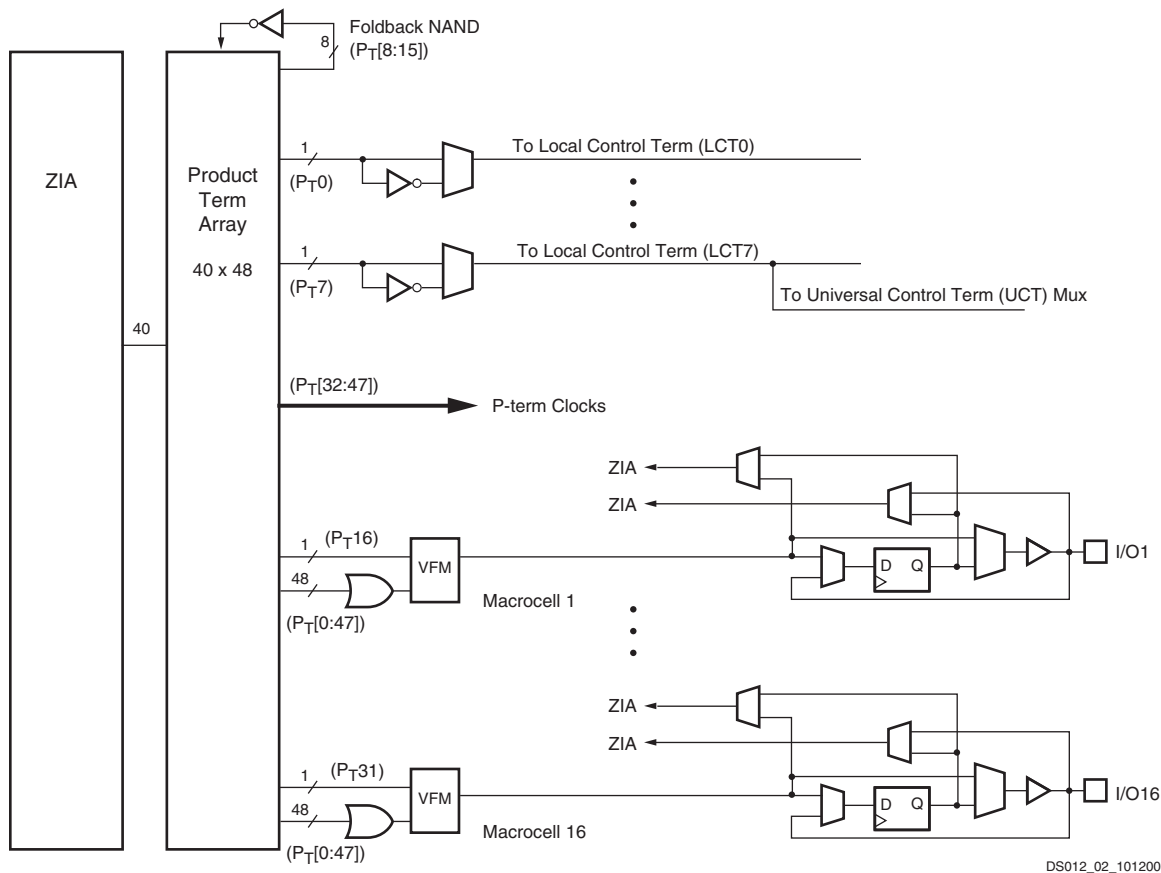 Foldback NAND
8
(PT[8:15])
1
To Local Control Term (LCT0)
ZIA
Product
Term
Array
40 x 48
(PT0)
1
To Local Control Term (LCT7)
(PT7)
To Universal Control Term (UCT) Mux
40
(PT[32:47])
P-term Clocks
ZIA
ZIA
1
(PT16)
VFM
D Q
I/O1
48
Macrocell 1
(PT[0:47])
ZIA
ZIA
1
(PT31)
VFM
D Q
I/O16
48
Macrocell 16
(PT[0:47])
DS012_02_101200